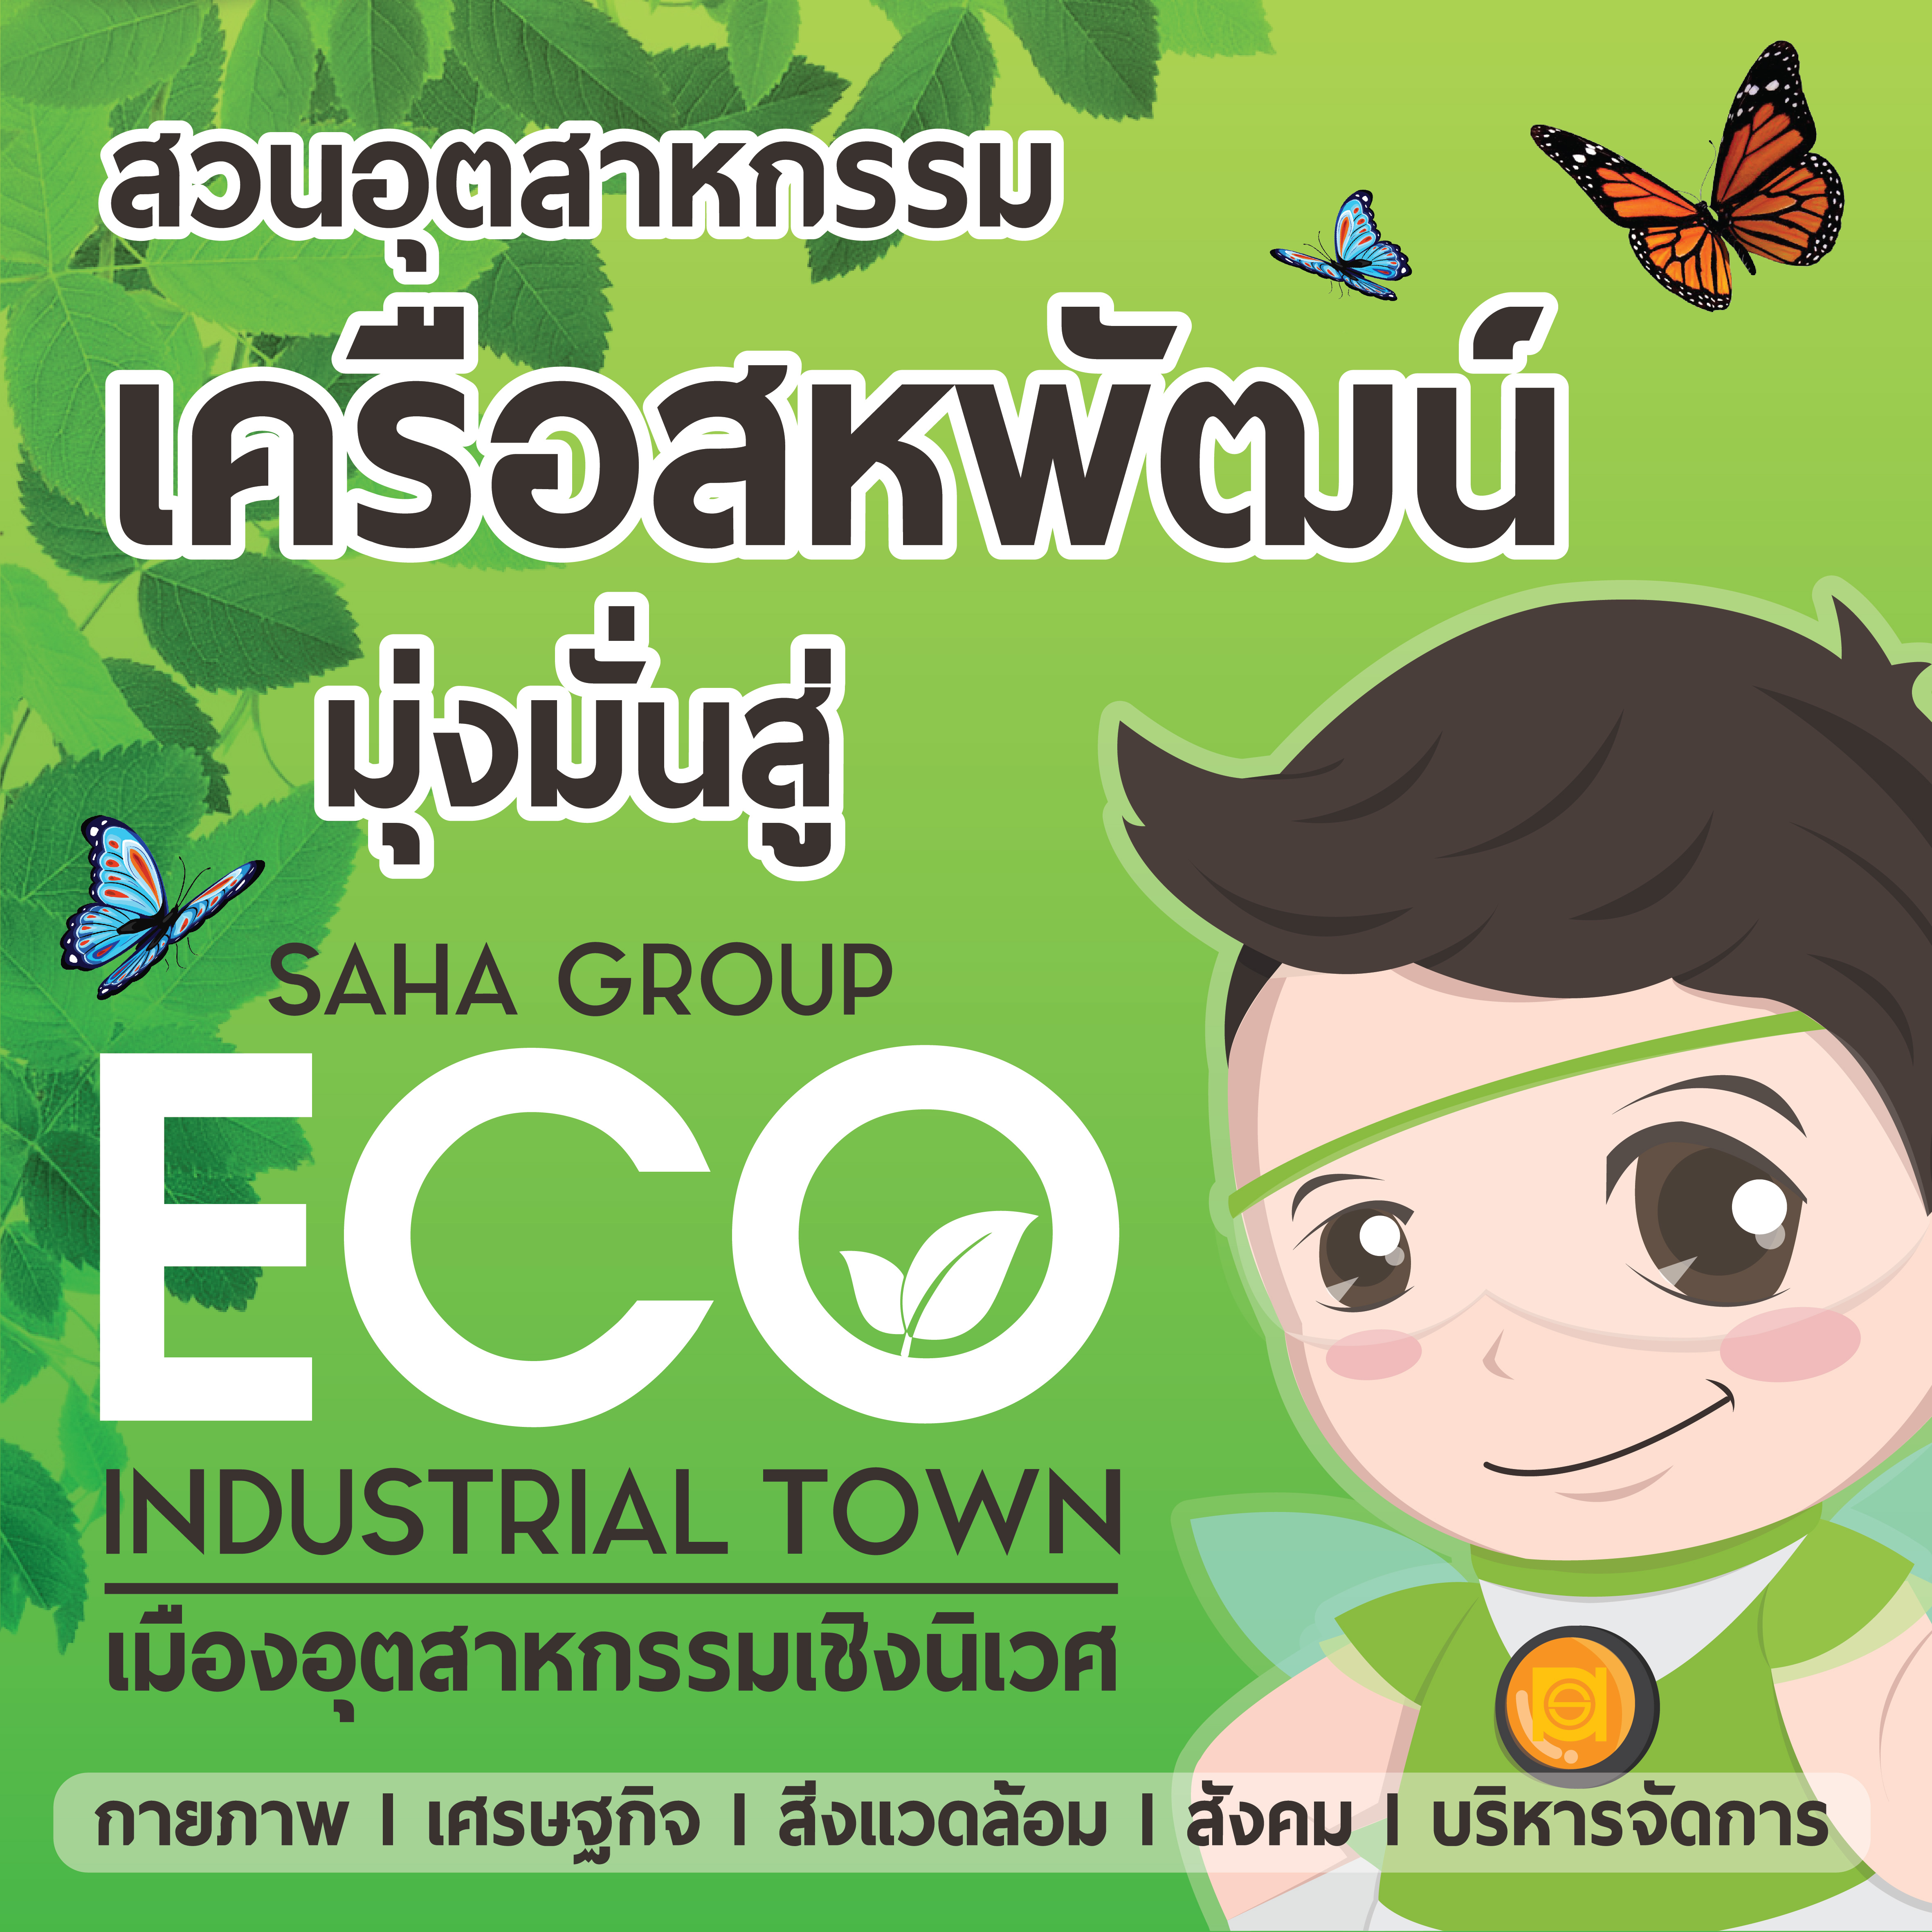 สวนอุตสาหกรรม
เครือสหพัฒน์
มุ่งมั่นสู่
SAHA GROUP
ECO
INDUSTRIAL TOWN
เมืองอุตสาหกรรมเชิงนิเวศ
กายภาพ | เศรษฐกิจ | สิ่งแวดล้อม | สังคม | บริหารจัดการ